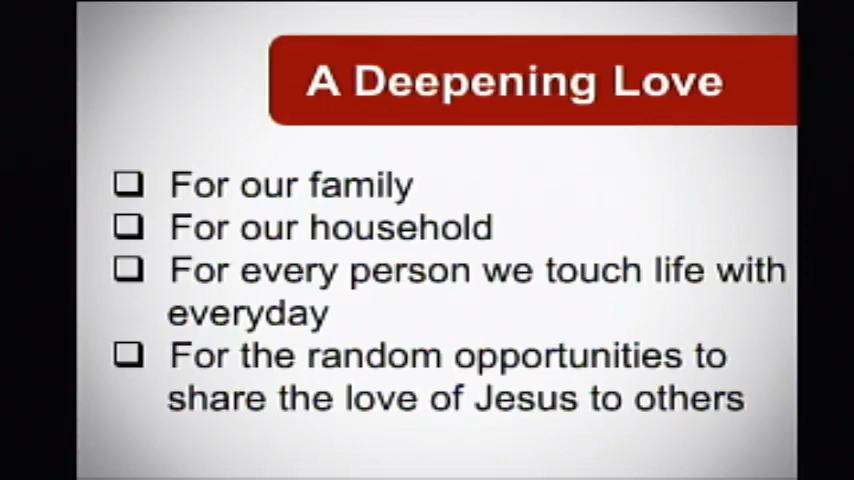 A Deepening Love
❑ For our family
❑ For our household
❑ For every person we touch life with
everyday
❑ For the random opportunities to
share the love of Jesus to others